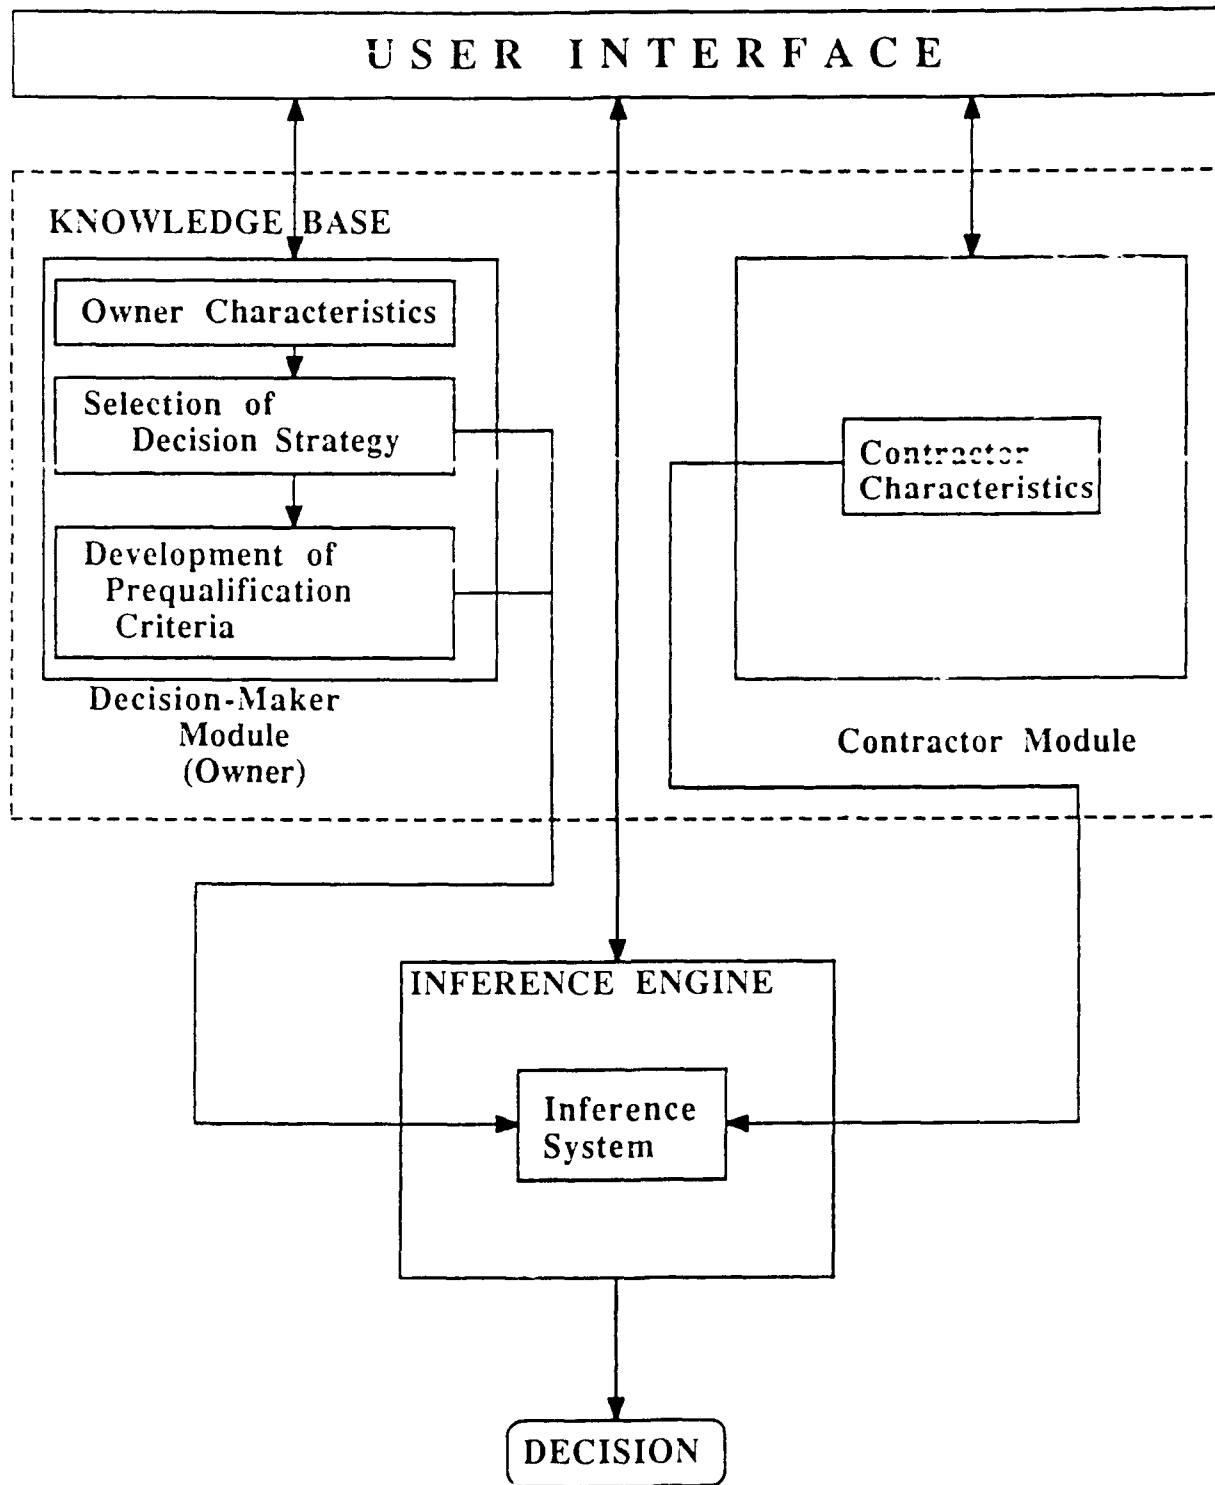 USER INTERFACE
KNOWLEDGE BASE
Owner Characteristics
Selection of
Decision Strategy
Development of
Prequalification
Criteria
Decision-Maker
Module
(Owner)
Contractor
Characteristics
Contractor Module
INFERENCE ENGINE
Inference
System
DECISION